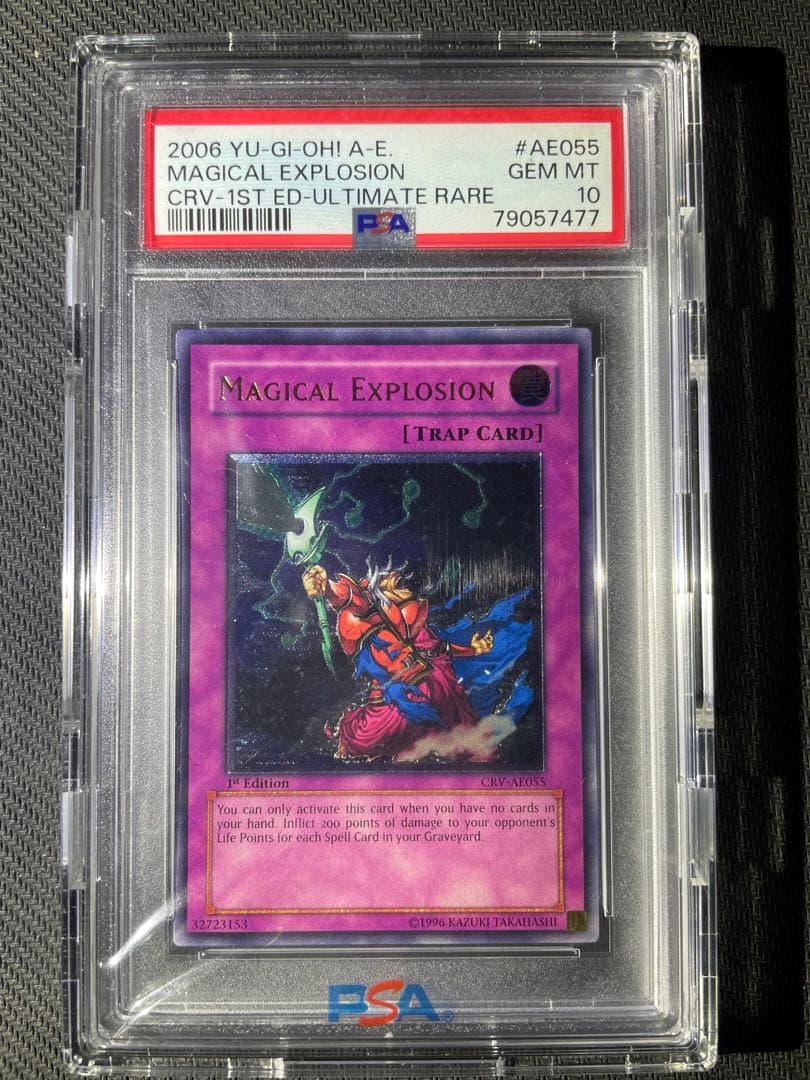 2006 YU-GI-OH! A-E. #AE055
MAGICAL EXPLOSION GEM MT
CRV-1ST ED-ULTIMATE RARE 10
PSA 79057477
MAGICAL EXPLOSION
[TRAP CARD]
1st Edition CRV-AE055
You can only activate this card when you have no cards in
your hand. Inflict 200 points of damage to your opponent's
Life Points for each Spell Card in your Graveyard.
32723153 ©1996 KAZUKI TAKAHASHI
PSA®